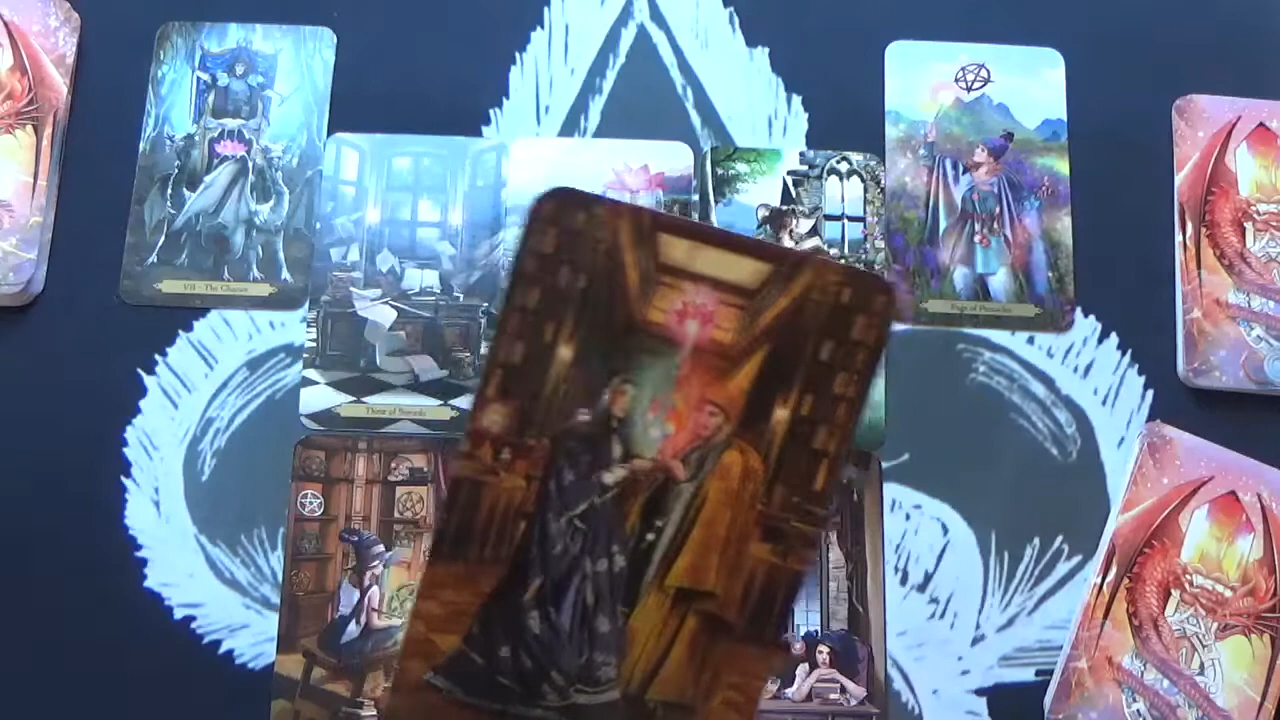 VII - The Chariot
Page of Pentacles
Three of Swords